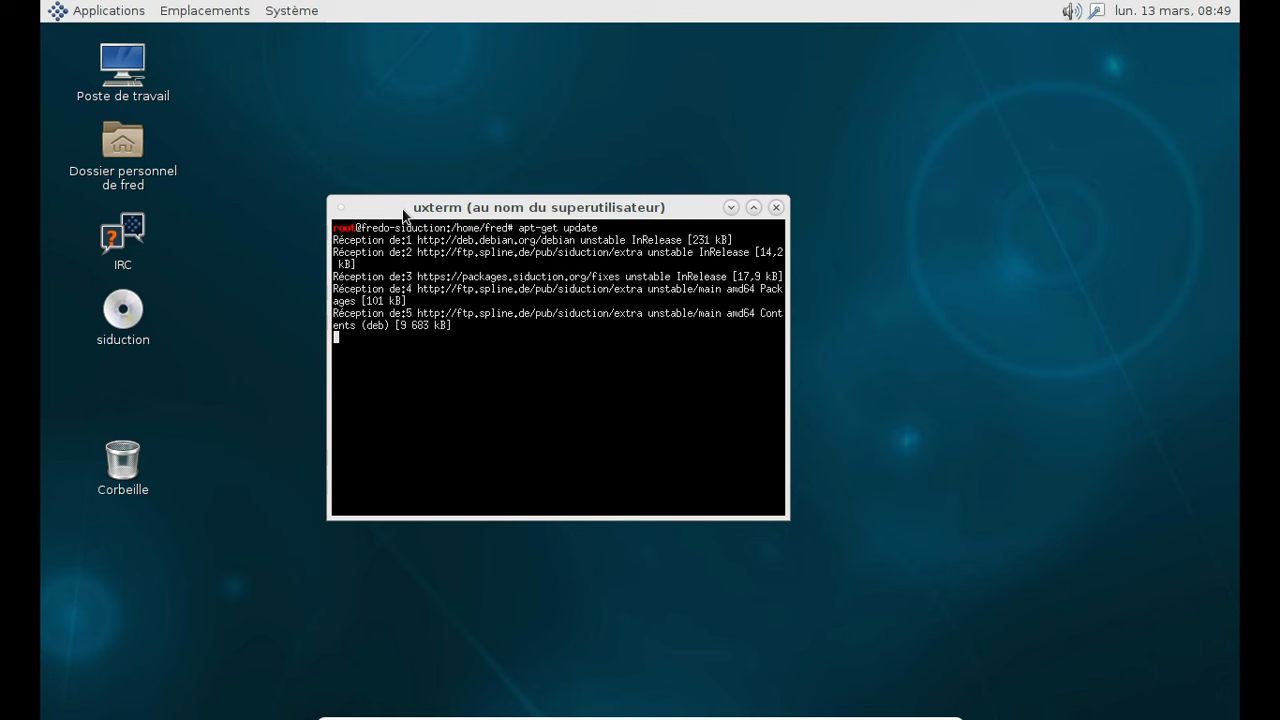 Applications Emplacements Système lun. 13 mars, 08:49
Poste de travail
Dossier personnel
de fred
IRC
siduction
Corbeille
uxterm (au nom du superutilisateur)
root@fredo-siduction:/home/fred# apt-get update
Réception de:1 http://deb.debian.org/debian unstable InRelease [231 kB]
Réception de:2 http://ftp.spline.de/pub/siduction/extra unstable InRelease [14,2
kB]
Réception de:3 https://packages.siduction.org/fixes unstable InRelease [17,9 kB]
Réception de:4 http://ftp.spline.de/pub/siduction/extra unstable/main amd64 Pack
ages [101 kB]
Réception de:5 http://ftp.spline.de/pub/siduction/extra unstable/main amd64 Cont
ents (deb) [9 683 kB]